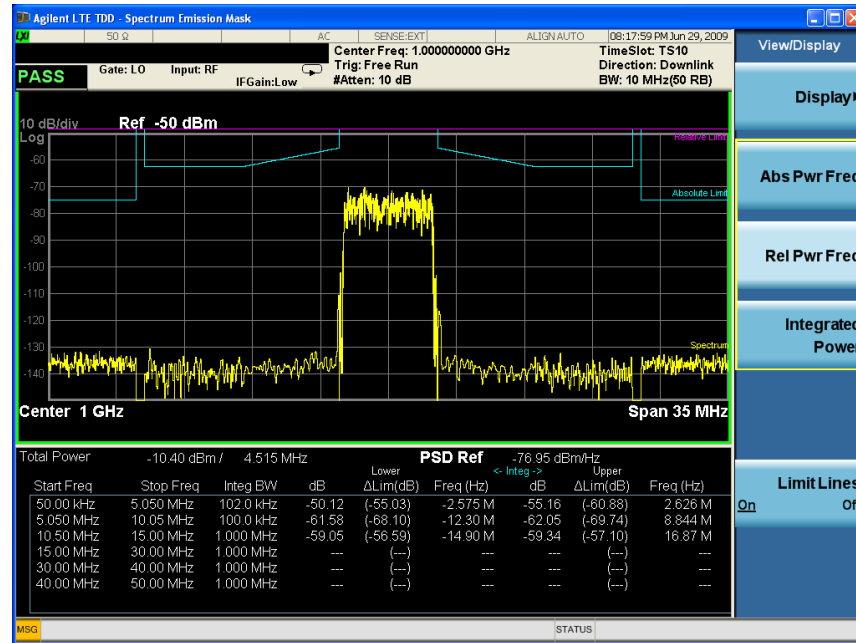 Agilent LTE TDD - Spectrum Emission Mask
LXI 50 Ω AC SENSE:EXT ALIGN AUTO 08:17:59 PM Jun 29, 2009
Center Freq: 1.000000000 GHz TimeSlot: TS10
Trig: Free Run Direction: Downlink
PASS Gate: LO Input: RF IFGain:Low #Atten: 10 dB BW: 10 MHz(50 RB)
10 dB/div Ref -50 dBm
Log
Relative Limit
-60
-70
Absolute Limit
-80
-90
-100
-110
-120
-130
Spectrum
-140
Center 1 GHz Span 35 MHz
Total Power -10.40 dBm / 4.515 MHz PSD Ref -76.95 dBm/Hz
Lower <- Integ -> Upper
Start Freq Stop Freq Integ BW dB ΔLim(dB) Freq (Hz) dB ΔLim(dB) Freq (Hz)
50.00 kHz 5.050 MHz 102.0 kHz -50.12 (-55.03) -2.575 M -55.16 (-60.88) 2.626 M
5.050 MHz 10.05 MHz 100.0 kHz -61.58 (-68.10) -12.30 M -62.05 (-69.74) 8.844 M
10.50 MHz 15.00 MHz 1.000 MHz -59.05 (-56.59) -14.90 M -59.34 (-57.10) 16.87 M
15.00 MHz 30.00 MHz 1.000 MHz --- (---) --- --- (---) ---
30.00 MHz 40.00 MHz 1.000 MHz --- (---) --- --- (---) ---
40.00 MHz 50.00 MHz 1.000 MHz --- (---) --- --- (---) ---
MSG STATUS
View/Display
Display
Abs Pwr Freq
Rel Pwr Freq
Integrated
Power
Limit Lines
On Of